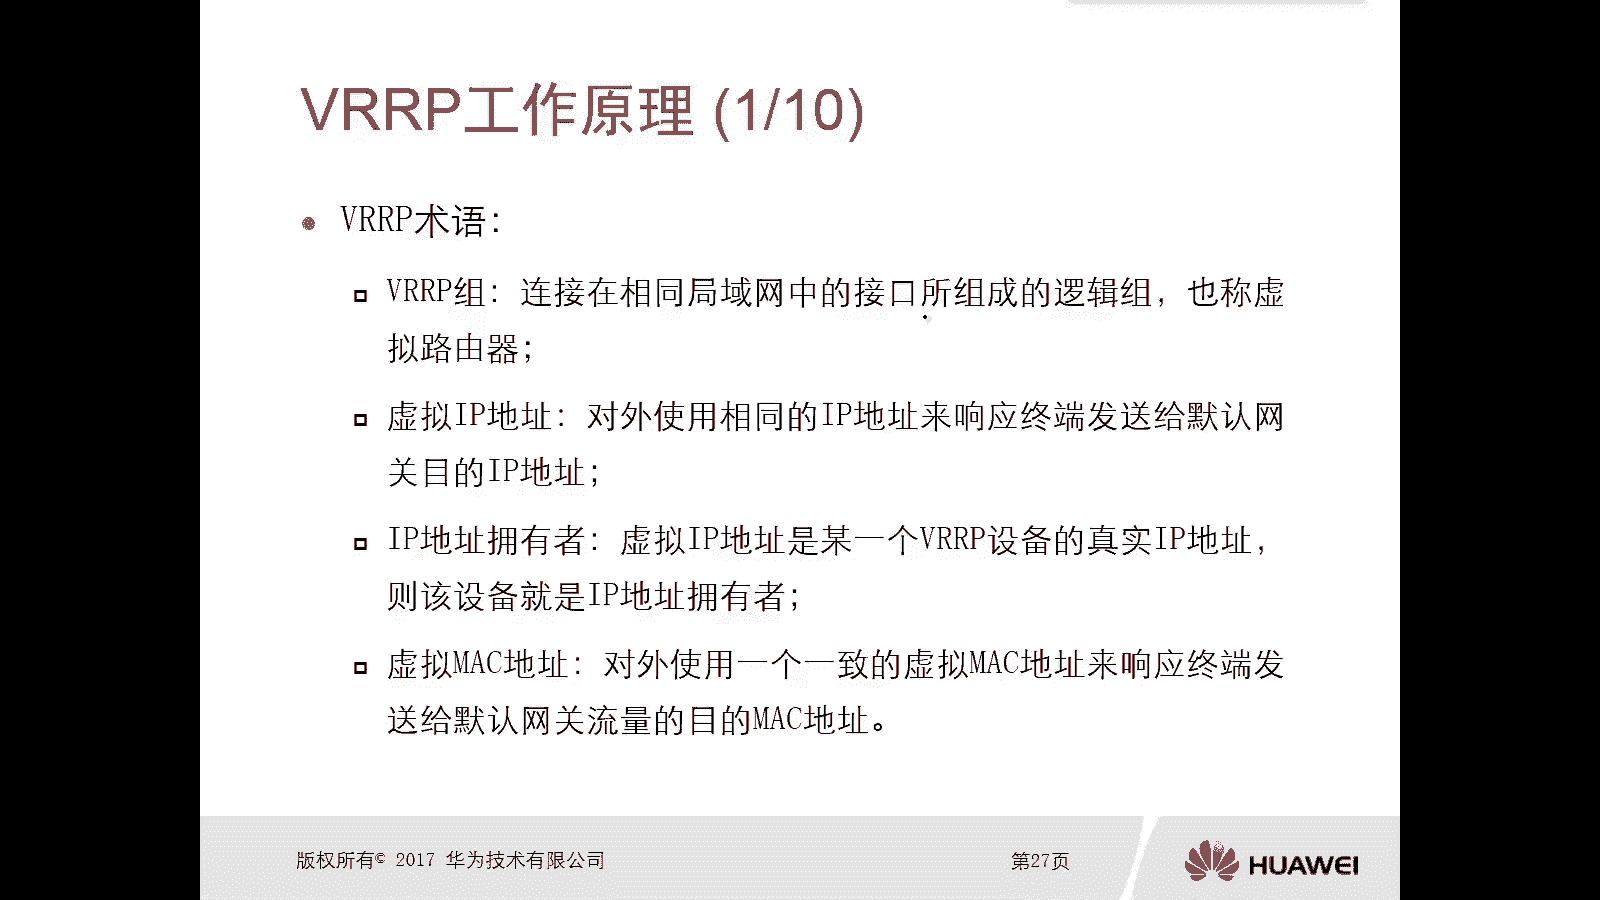 VRRP工作原理 (1/10)
VRRP术语：
VRRP组：连接在相同局域网中的接口所组成的逻辑组，也称虚
拟路由器；
虚拟IP地址：对外使用相同的IP地址来响应终端发送给默认网
关目的IP地址；
IP地址拥有者：虚拟IP地址是某一个VRRP设备的真实IP地址，
则该设备就是IP地址拥有者；
虚拟MAC地址：对外使用一个一致的虚拟MAC地址来响应终端发
送给默认网关流量的目的MAC地址。
版权所有© 2017 华为技术有限公司
第27页
HUAWEI